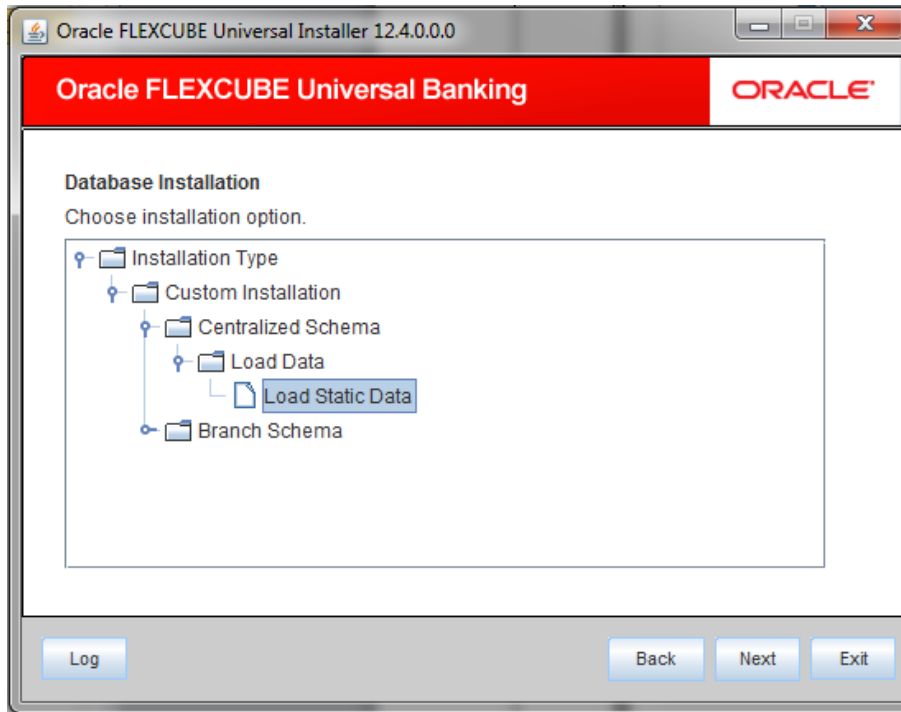 Oracle FLEXCUBE Universal Installer 12.4.0.0.0
Oracle FLEXCUBE Universal Banking
ORACLE
Database Installation
Choose installation option.
Installation Type
Custom Installation
Centralized Schema
Load Data
Load Static Data
Branch Schema
Log Back Next Exit